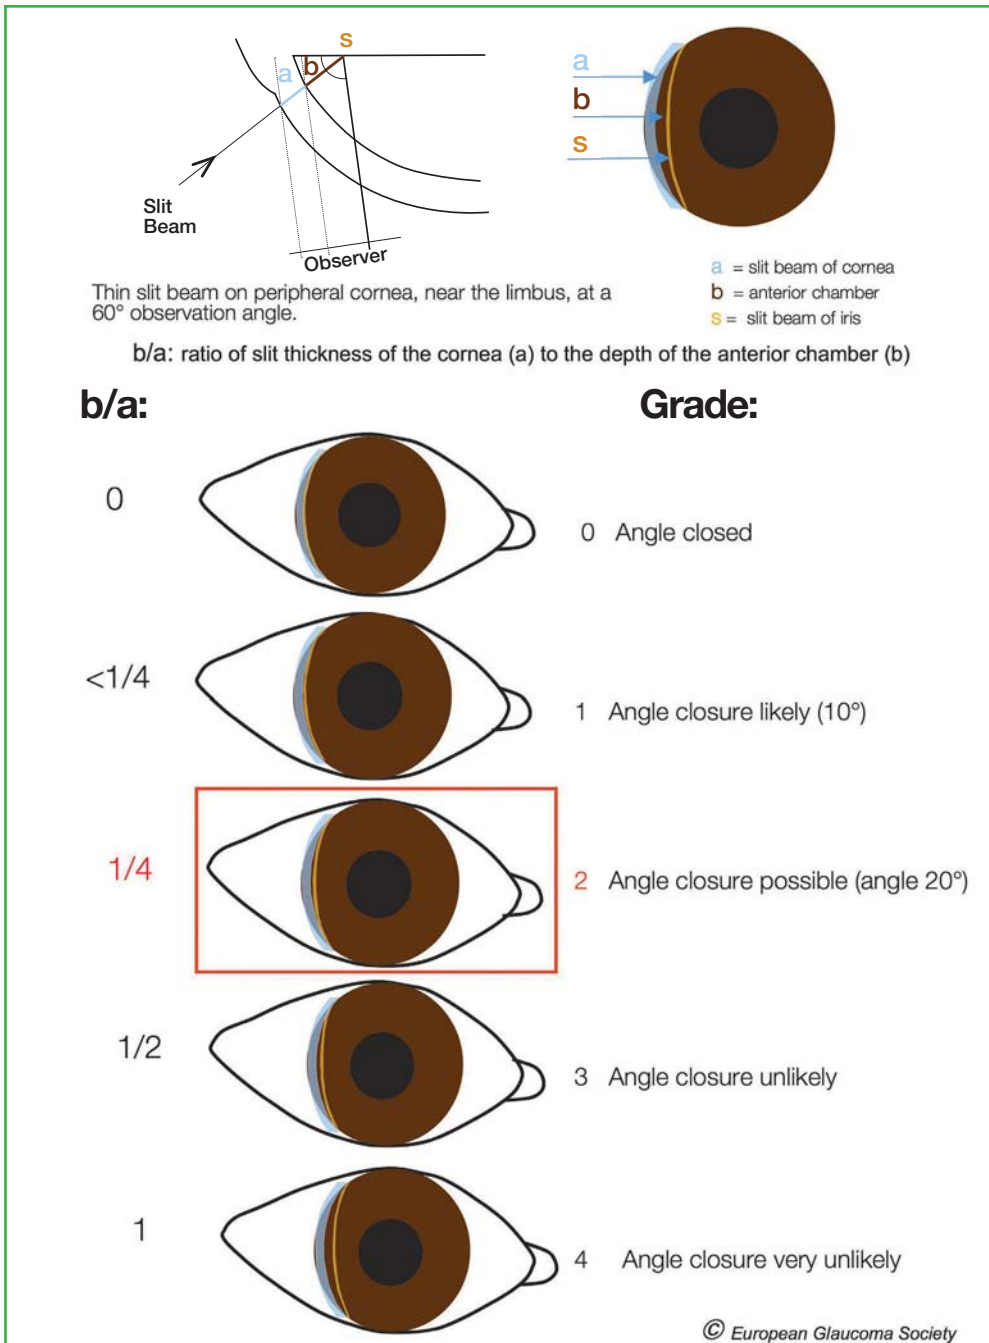 s
a b
Slit
Beam
Observer
a
b
s
a = slit beam of cornea
b = anterior chamber
s = slit beam of iris
Thin slit beam on peripheral cornea, near the limbus, at a
60° observation angle.
b/a: ratio of slit thickness of the cornea (a) to the depth of the anterior chamber (b)
b/a: Grade:
0
0 Angle closed
<1/4
1 Angle closure likely (10°)
1/4
2 Angle closure possible (angle 20°)
1/2
3 Angle closure unlikely
1
4 Angle closure very unlikely
© European Glaucoma Society